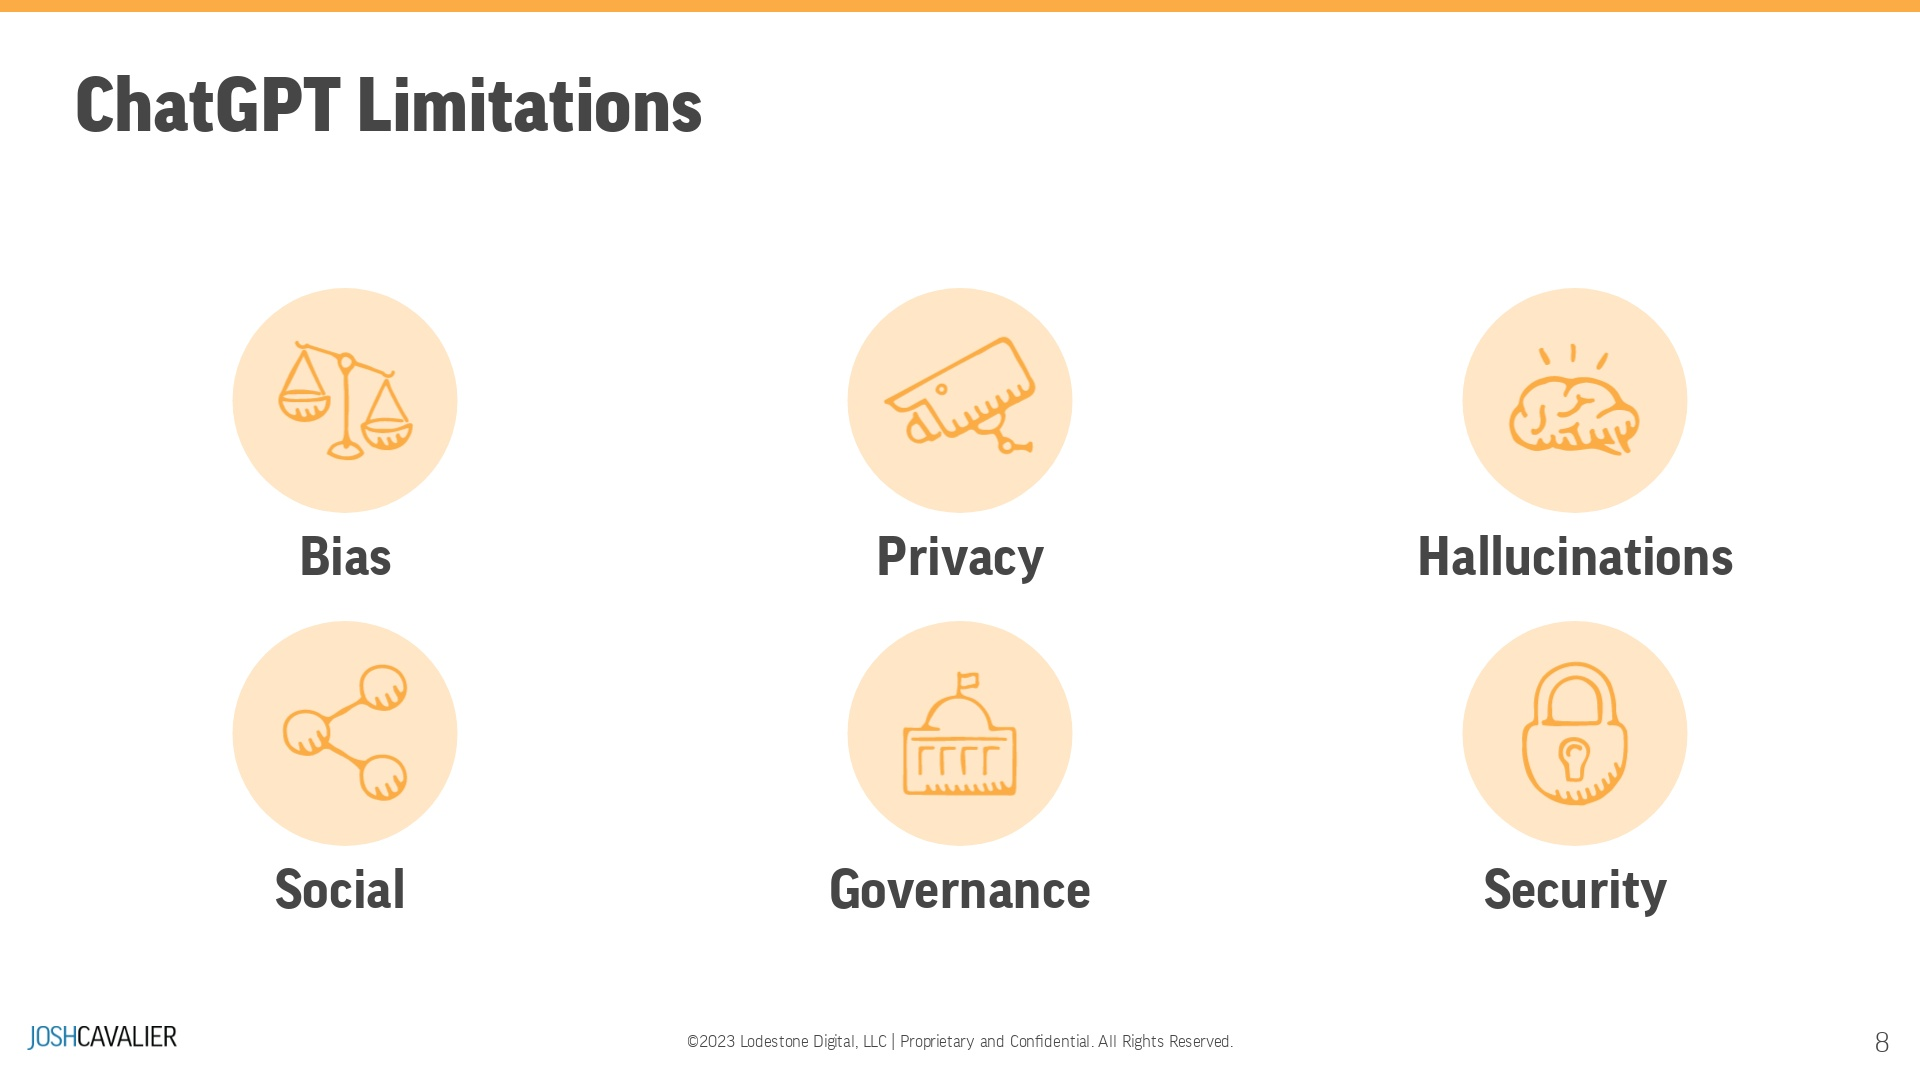 ChatGPT Limitations
Bias
Privacy
Hallucinations
Social
Governance
Security
JOSHCAVALIER
©2023 Lodestone Digital, LLC | Proprietary and Confidential. All Rights Reserved.
8